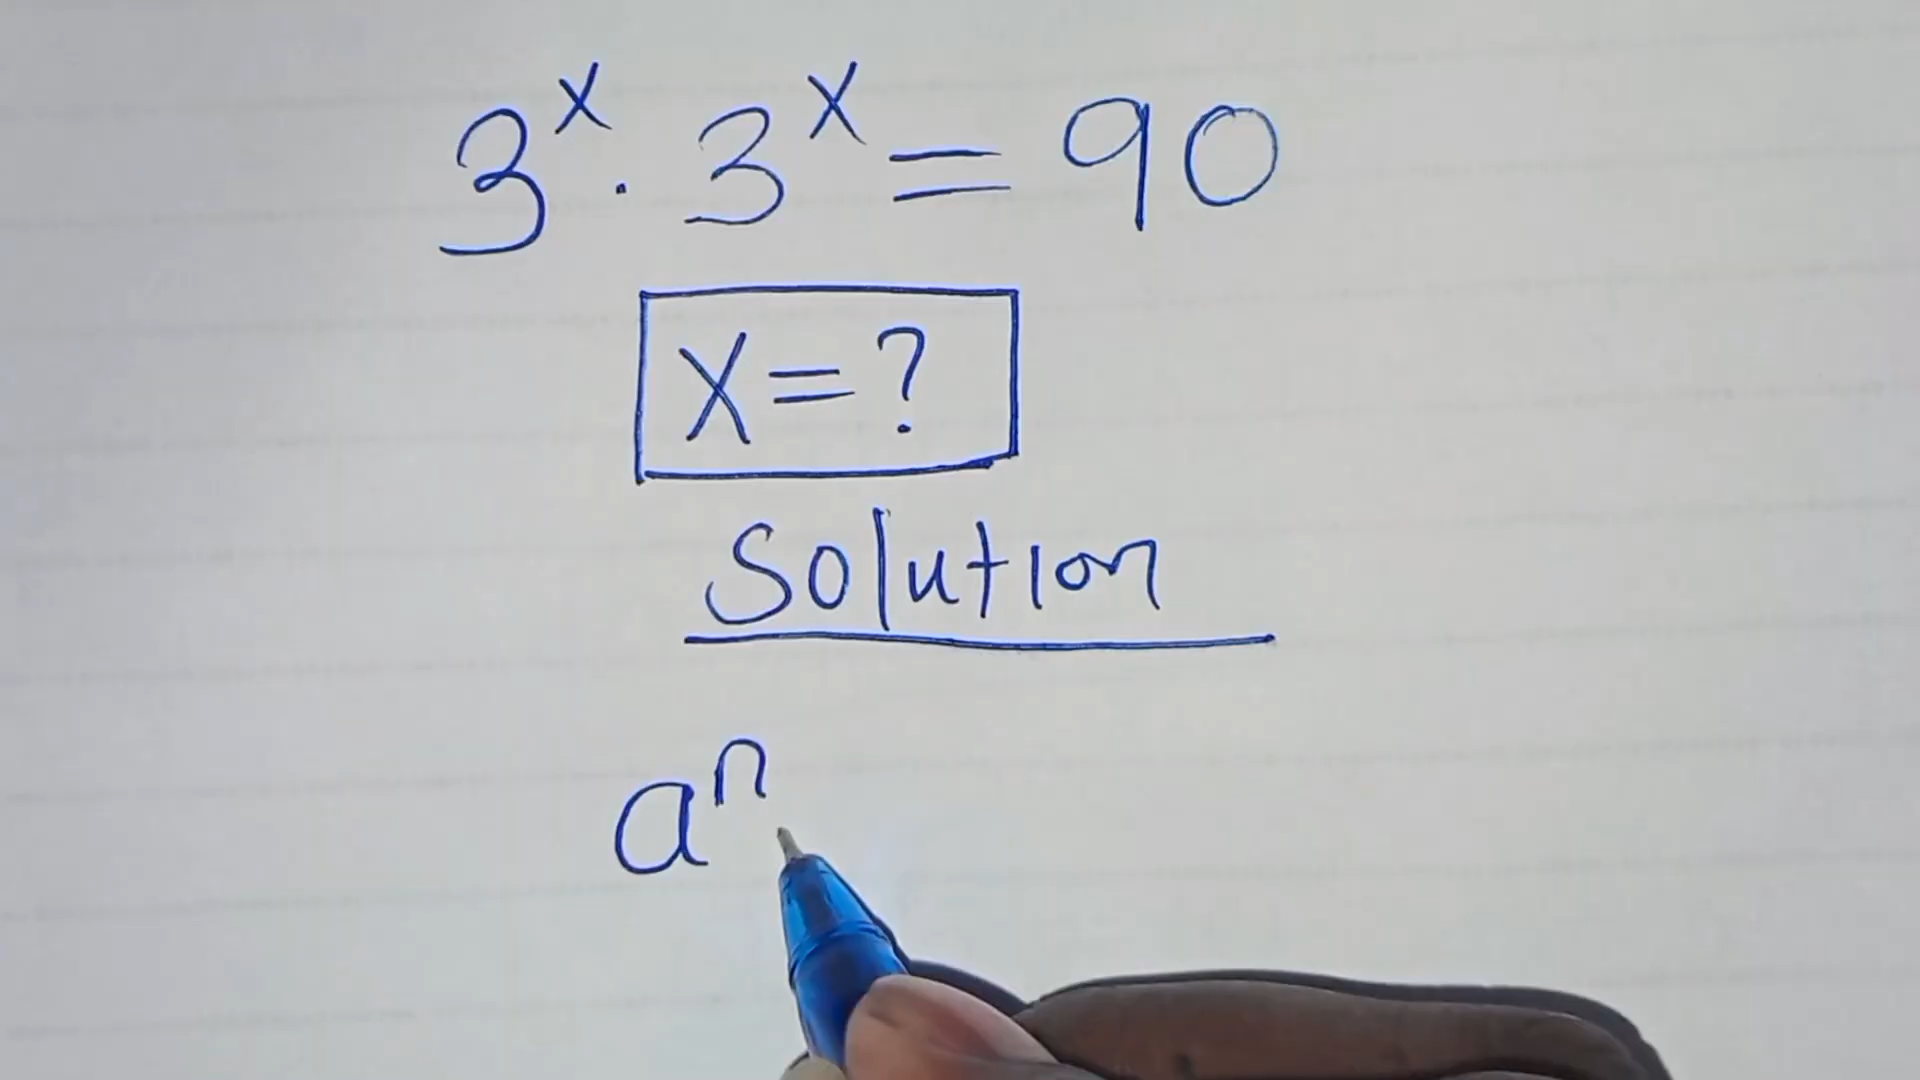 3^x · 3^x = 90
x = ?
Solution
a^n